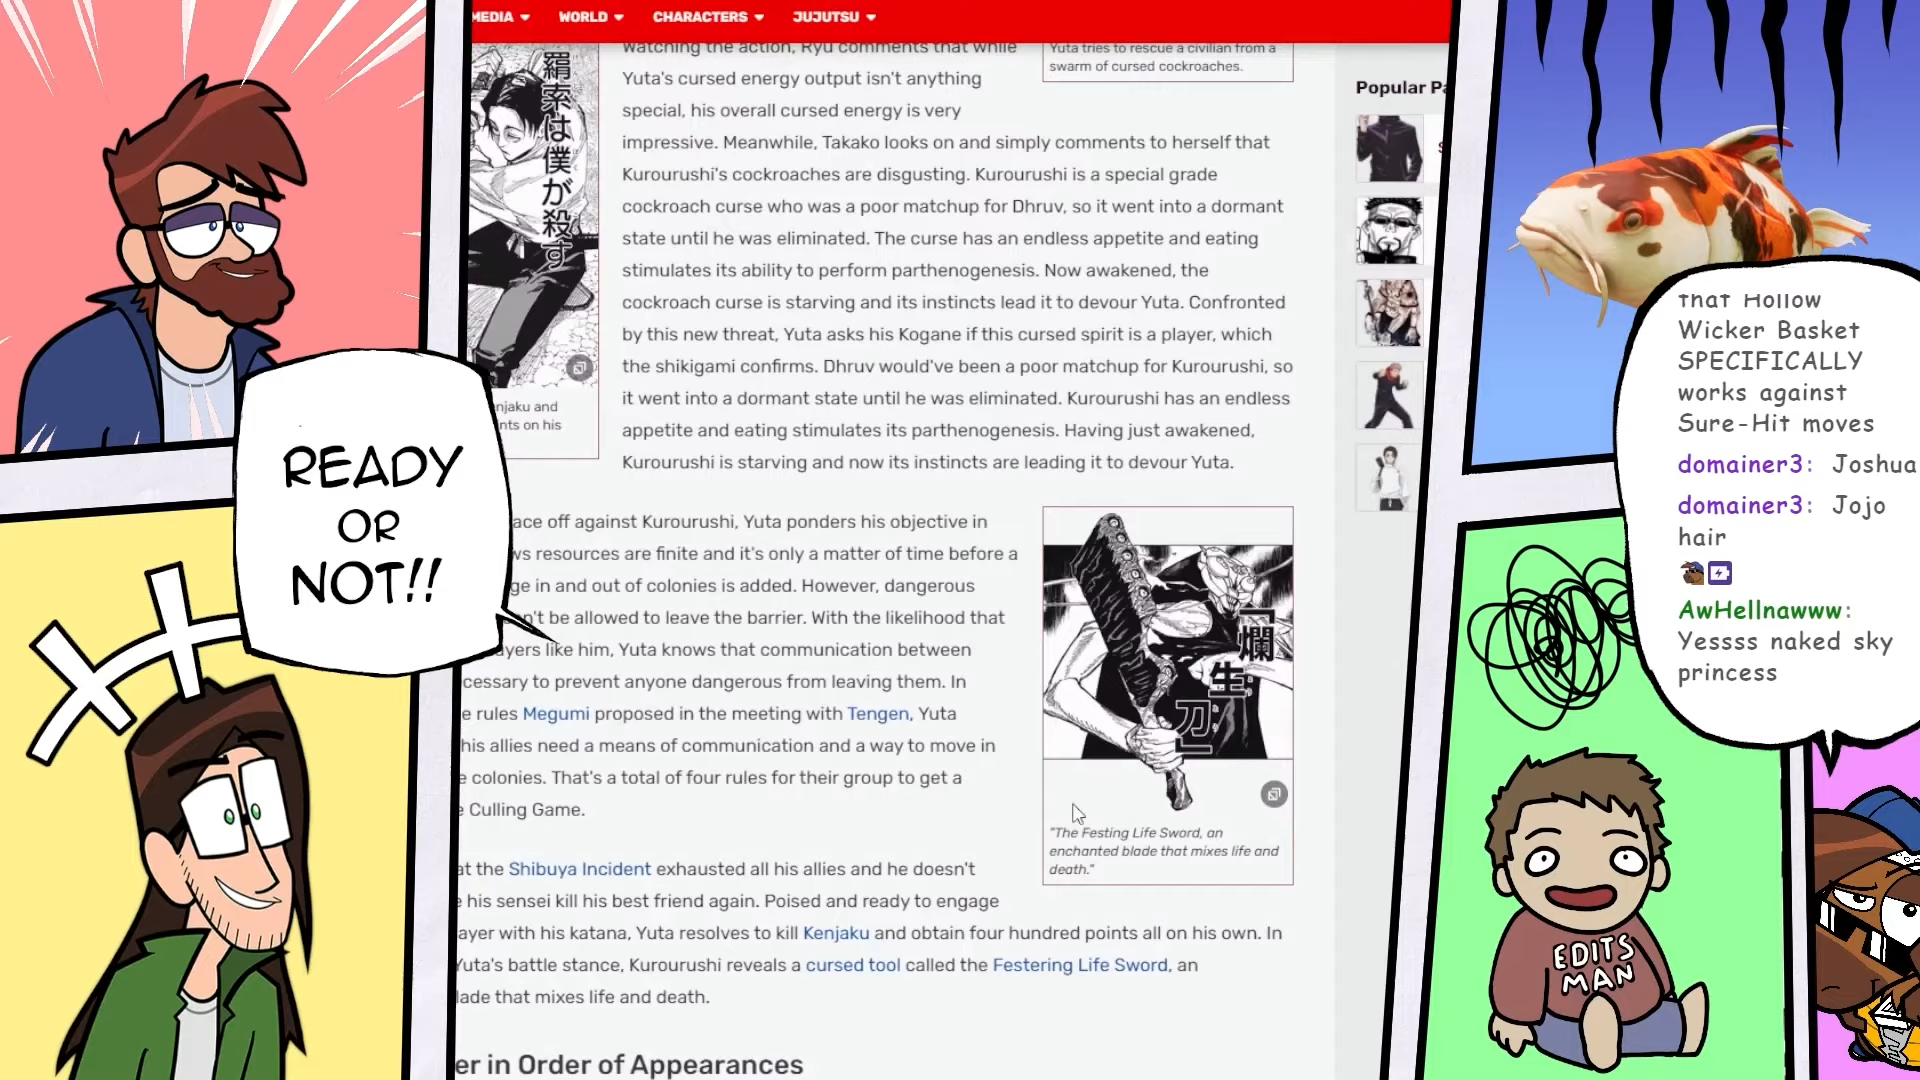 MEDIA
WORLD
CHARACTERS
JUJUTSU
Watching the action, Ryu comments that while
Yuta's cursed energy output isn't anything
special, his overall cursed energy is very
impressive. Meanwhile, Takako looks on and simply comments to herself that
Kurourushi's cockroaches are disgusting. Kurourushi is a special grade
cockroach curse who was a poor matchup for Dhruv, so it went into a dormant
state until he was eliminated. The curse has an endless appetite and eating
stimulates its ability to perform parthenogenesis. Now awakened, the
cockroach curse is starving and its instincts lead it to devour Yuta. Confronted
by this new threat, Yuta asks his Kogane if this cursed spirit is a player, which
the shikigami confirms. Dhruv would've been a poor matchup for Kurourushi, so
it went into a dormant state until he was eliminated. Kurourushi has an endless
appetite and eating stimulates its parthenogenesis. Having just awakened,
Kurourushi is starving and now its instincts are leading it to devour Yuta.
羂索は僕が殺す
enjaku and
nts on his
Yuta tries to rescue a civilian from a
swarm of cursed cockroaches.
Popular Pa
READY
OR
NOT!!
ace off against Kurourushi, Yuta ponders his objective in
ws resources are finite and it's only a matter of time before a
ge in and out of colonies is added. However, dangerous
n't be allowed to leave the barrier. With the likelihood that
ayers like him, Yuta knows that communication between
cessary to prevent anyone dangerous from leaving them. In
e rules Megumi proposed in the meeting with Tengen, Yuta
his allies need a means of communication and a way to move in
e colonies. That's a total of four rules for their group to get a
e Culling Game.
「爛
生
刀」
"The Festing Life Sword, an
enchanted blade that mixes life and
death."
at the Shibuya Incident exhausted all his allies and he doesn't
e his sensei kill his best friend again. Poised and ready to engage
ayer with his katana, Yuta resolves to kill Kenjaku and obtain four hundred points all on his own. In
Yuta's battle stance, Kurourushi reveals a cursed tool called the Festering Life Sword, an
lade that mixes life and death.
er in Order of Appearances
that Hollow
Wicker Basket
SPECIFICALLY
works against
Sure-Hit moves
domainer3: Joshua
domainer3: Jojo
hair
AwHellnawww:
Yessss naked sky
princess
EDITS
MAN